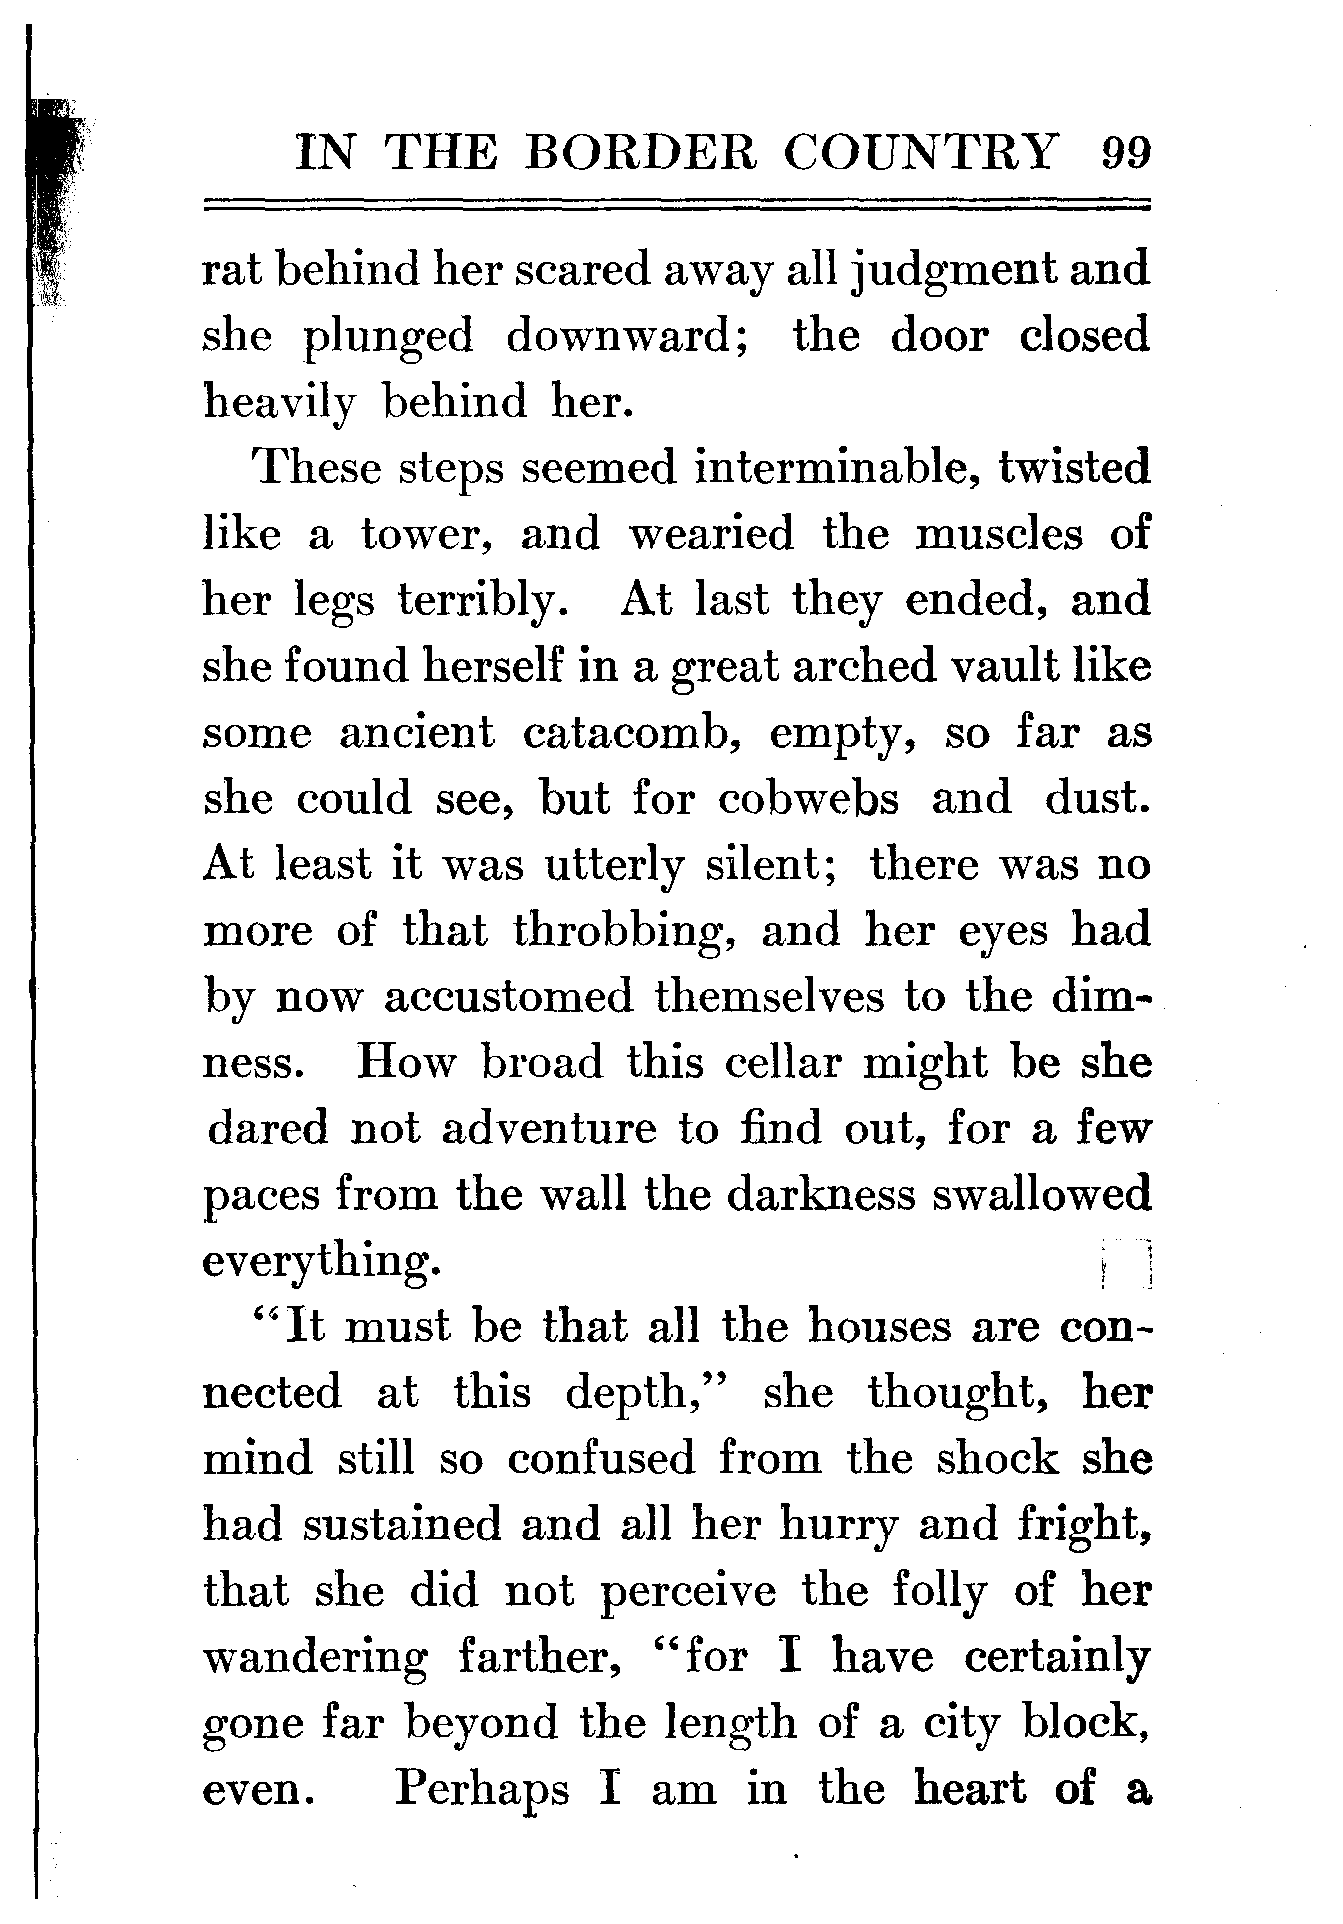 IN THE BORDER COUNTRY 99
rat behind her scared away all judgment and
she plunged downward; the door closed
heavily behind her.
These steps seemed interminable, twisted
like a tower, and wearied the muscles of
her legs terribly. At last they ended, and
she found herself in a great arched vault like
some ancient catacomb, empty, so far as
she could see, but for cobwebs and dust.
At least it was utterly silent; there was no
more of that throbbing, and her eyes had
by now accustomed themselves to the dim-
ness. How broad this cellar might be she
dared not adventure to find out, for a few
paces from the wall the darkness swallowed
everything.
“It must be that all the houses are con-
nected at this depth,” she thought, her
mind still so confused from the shock she
had sustained and all her hurry and fright,
that she did not perceive the folly of her
wandering farther, “for I have certainly
gone far beyond the length of a city block,
even. Perhaps I am in the heart of a